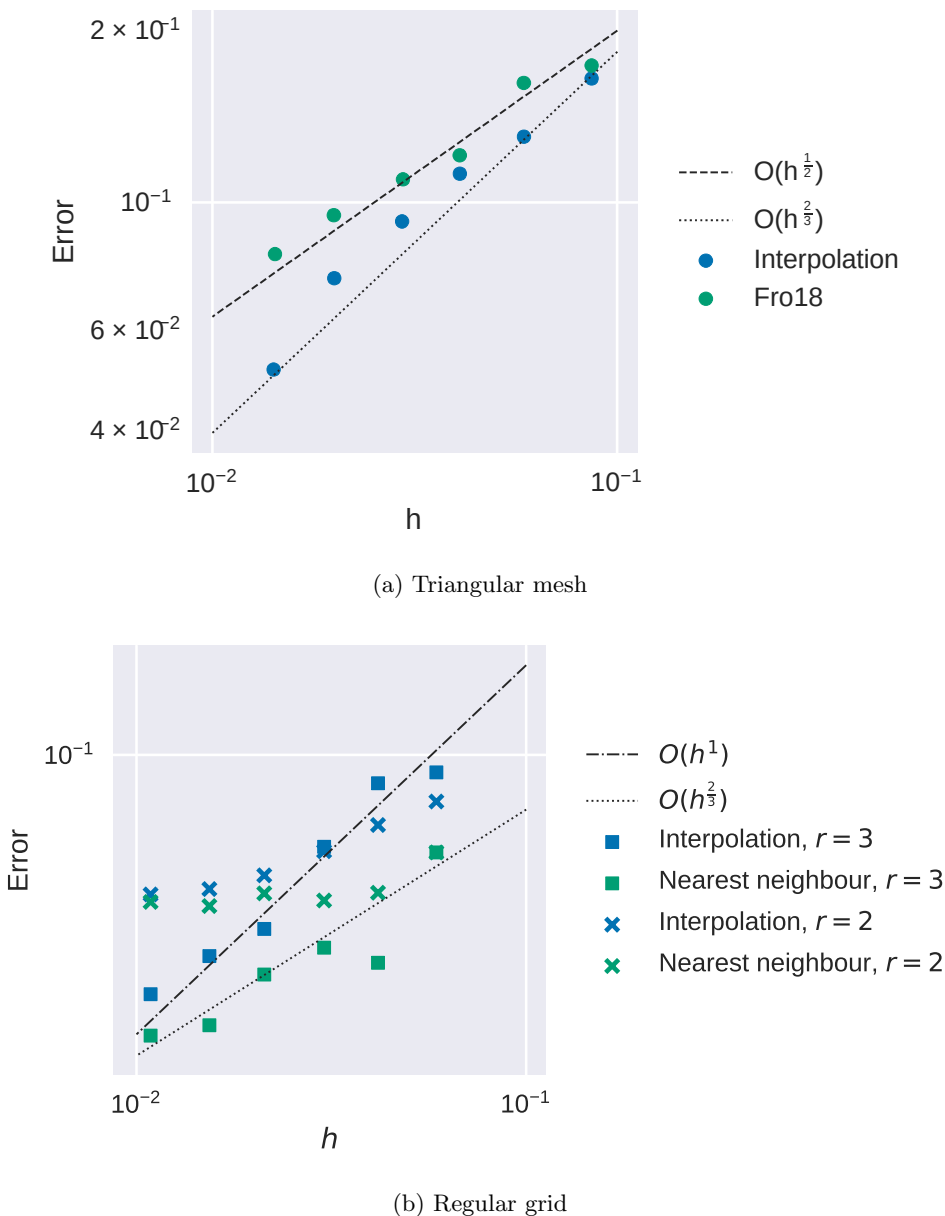 2 × 10⁻¹
10⁻¹
6 × 10⁻²
4 × 10⁻²
Error
10⁻² 10⁻¹
h
O(h^{1/2})
O(h^{2/3})
Interpolation
Fro18
(a) Triangular mesh
10⁻¹
Error
10⁻² 10⁻¹
h
O(h¹)
O(h^{2/3})
Interpolation, r = 3
Nearest neighbour, r = 3
Interpolation, r = 2
Nearest neighbour, r = 2
(b) Regular grid